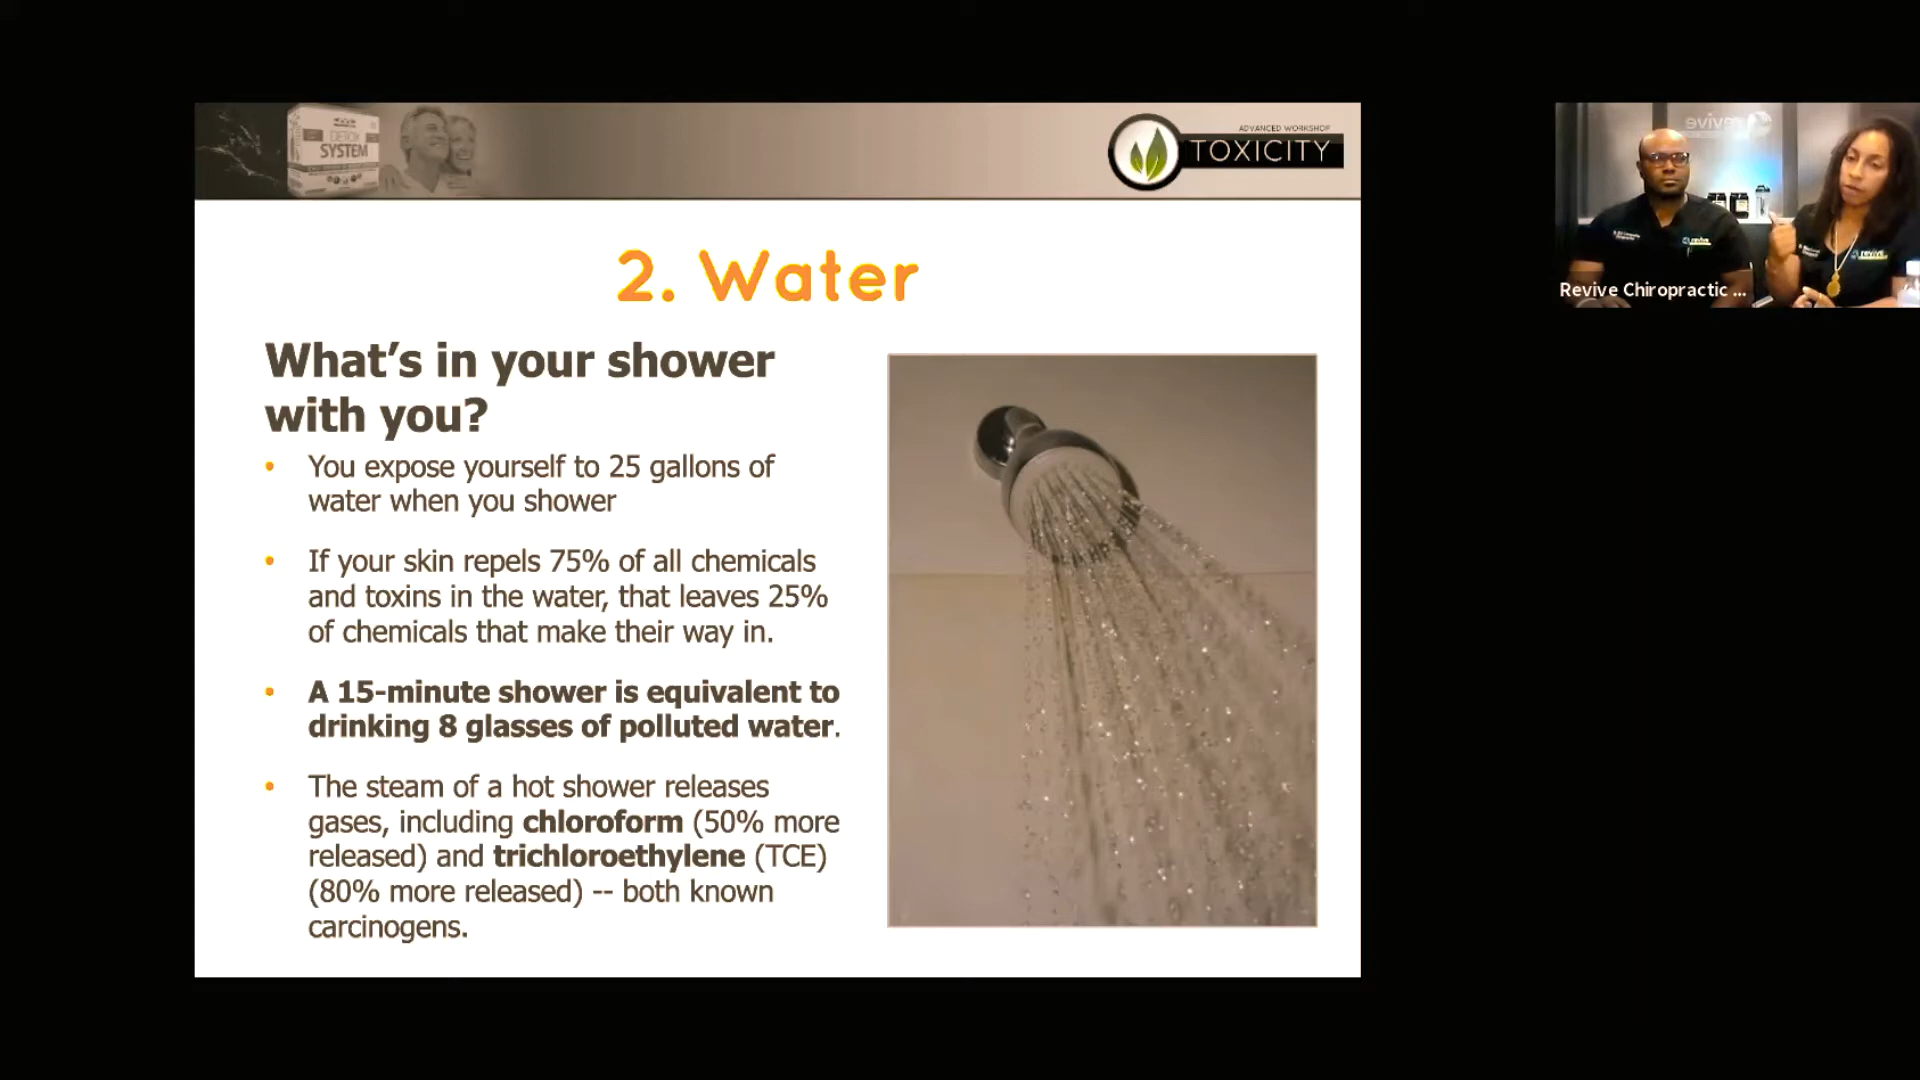 DETOX
SYSTEM
ADVANCED WORKSHOP
TOXICITY
2. Water
What's in your shower
with you?
• You expose yourself to 25 gallons of
water when you shower
• If your skin repels 75% of all chemicals
and toxins in the water, that leaves 25%
of chemicals that make their way in.
• A 15-minute shower is equivalent to
drinking 8 glasses of polluted water.
• The steam of a hot shower releases
gases, including chloroform (50% more
released) and trichloroethylene (TCE)
(80% more released) -- both known
carcinogens.
revive
revive
revive
Revive Chiropractic ...